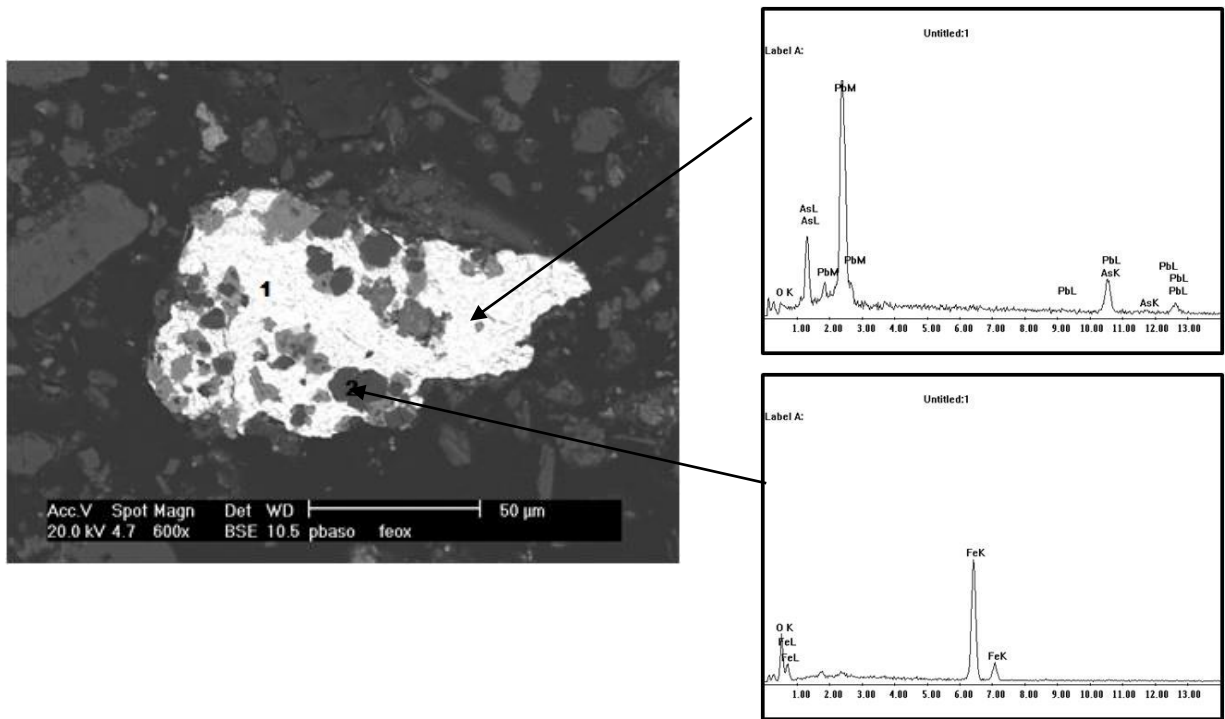 1
2
Acc.V Spot Magn Det WD 50 µm
20.0 kV 4.7 600x BSE 10.5 pbaso feox
Untitled:1
Label A:
PbM
AsL
AsL
PbM
PbM
O K
PbL
AsK
PbL
PbL
PbL
PbL
AsK
1.00 2.00 3.00 4.00 5.00 6.00 7.00 8.00 9.00 10.00 11.00 12.00 13.00
Untitled:1
Label A:
FeK
O K
FeL
FeL
FeK
1.00 2.00 3.00 4.00 5.00 6.00 7.00 8.00 9.00 10.00 11.00 12.00 13.00